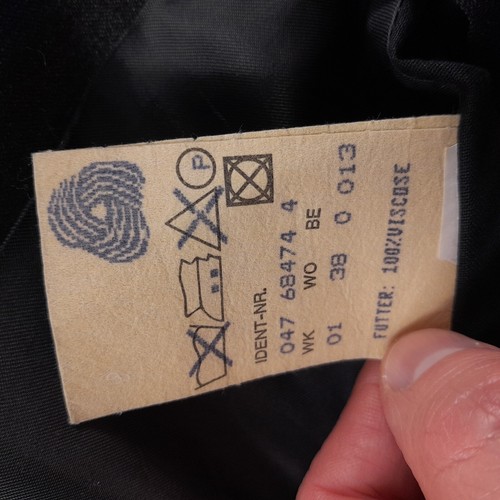 P
IDENT-NR.
047 68474 4
WK WO BE
01 38 0 013
FUTTER: 100% VISCOSE